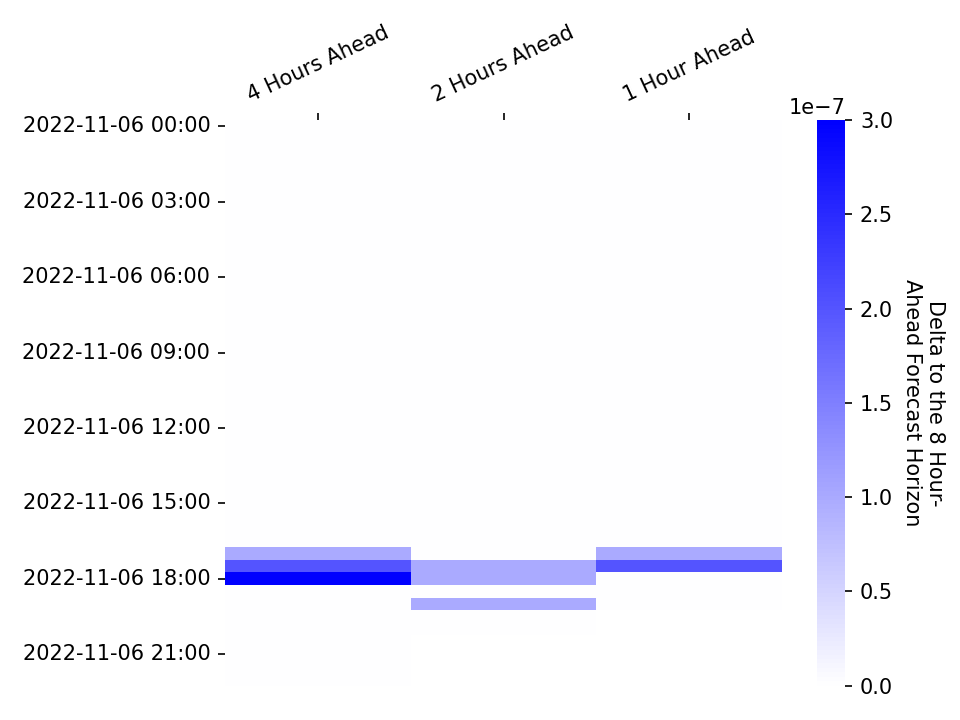 4 Hours Ahead
2 Hours Ahead
1 Hour Ahead
2022-11-06 00:00
2022-11-06 03:00
2022-11-06 06:00
2022-11-06 09:00
2022-11-06 12:00
2022-11-06 15:00
2022-11-06 18:00
2022-11-06 21:00
1e−7
3.0
2.5
2.0
1.5
1.0
0.5
0.0
Delta to the 8 Hour-
Ahead Forecast Horizon